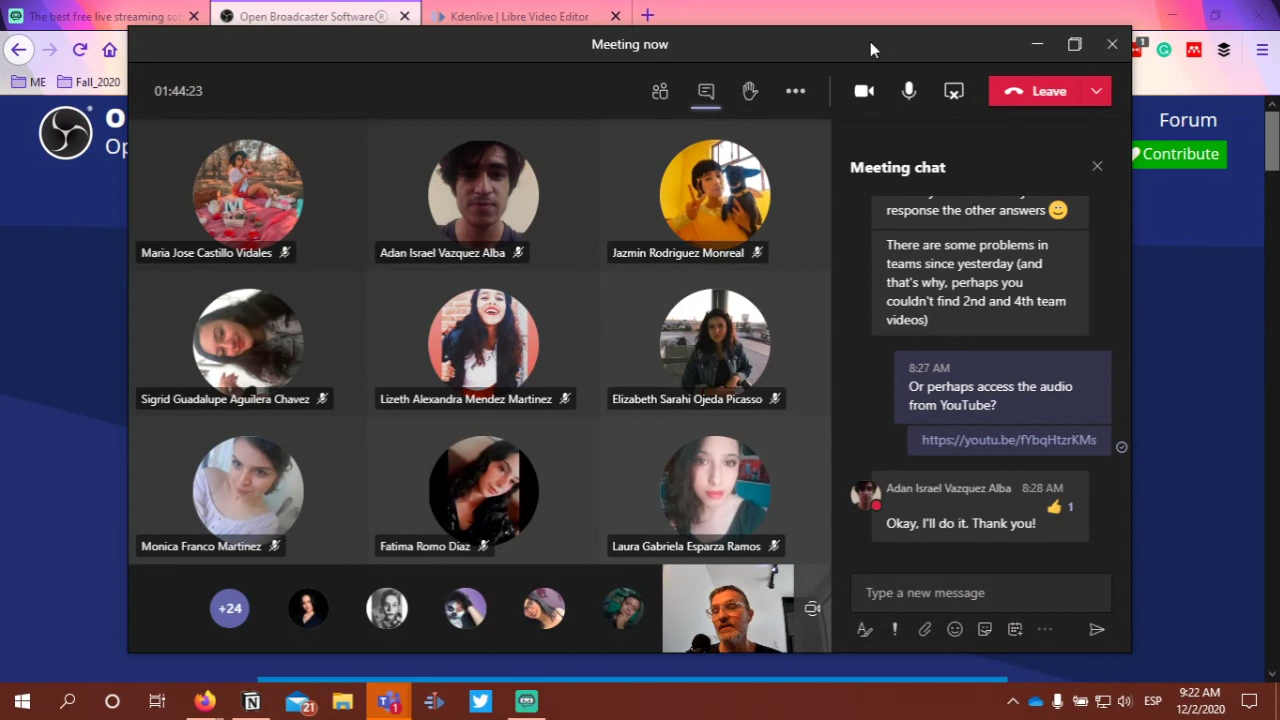 The best free live streaming so
Open Broadcaster Software®
Kdenlive | Libre Video Editor
Meeting now
1
ME
Fall_2020
01:44:23
Leave
O
Op
Forum
Contribute
Meeting chat
response the other answers
There are some problems in
teams since yesterday (and
that's why, perhaps you
couldn't find 2nd and 4th team
videos)
8:27 AM
Or perhaps access the audio
from YouTube?
https://youtu.be/fYbqHtzrKMs
Adan Israel Vazquez Alba 8:28 AM
1
Okay, I'll do it. Thank you!
Type a new message
M
Maria Jose Castillo Vidales
Adan Israel Vazquez Alba
Jazmin Rodriguez Monreal
Sigrid Guadalupe Aguilera Chavez
Lizeth Alexandra Mendez Martinez
Elizabeth Sarahi Ojeda Picasso
Monica Franco Martinez
Fatima Romo Diaz
Laura Gabriela Esparza Ramos
+24
21
1
ESP
9:22 AM
12/2/2020